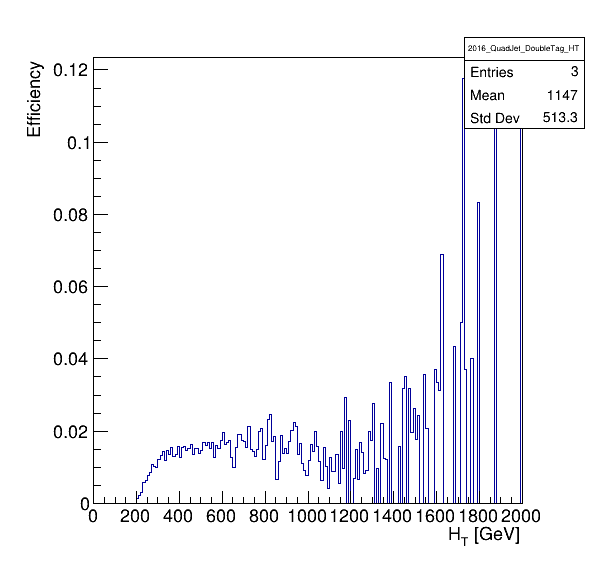 2016_QuadJet_DoubleTag_HT
Entries 3
Mean 1147
Std Dev 513.3
Efficiency
0.12
0.1
0.08
0.06
0.04
0.02
0
0 200 400 600 800 1000 1200 1400 1600 1800 2000
H_T [GeV]